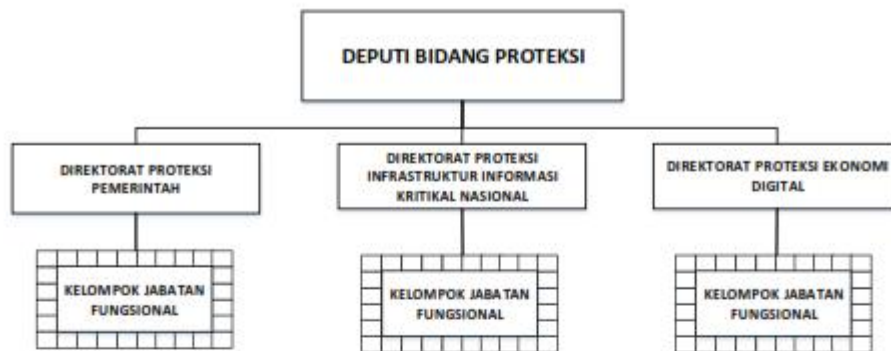 DEPUTI BIDANG PROTEKSI
DIREKTORAT PROTEKSI
PEMERINTAH
DIREKTORAT PROTEKSI
INFRASTRUKTUR INFORMASI
KRITIKAL NASIONAL
DIREKTORAT PROTEKSI EKONOMI
DIGITAL
KELOMPOK JABATAN
FUNGSIONAL
KELOMPOK JABATAN
FUNGSIONAL
KELOMPOK JABATAN
FUNGSIONAL